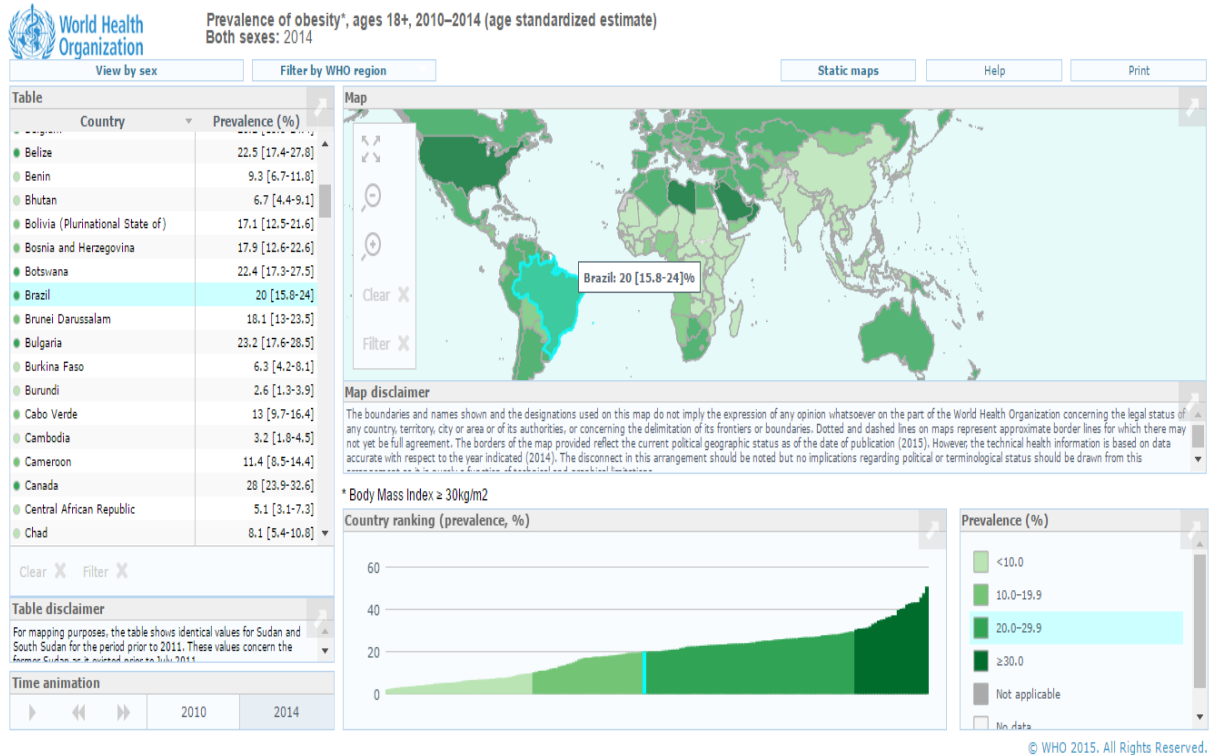 World Health
Organization
Prevalence of obesity*, ages 18+, 2010–2014 (age standardized estimate)
Both sexes: 2014
View by sex
Filter by WHO region
Static maps
Help
Print
Table
Country
Prevalence (%)
Belize 22.5 [17.4-27.8]
Benin 9.3 [6.7-11.8]
Bhutan 6.7 [4.4-9.1]
Bolivia (Plurinational State of) 17.1 [12.5-21.6]
Bosnia and Herzegovina 17.9 [12.6-22.6]
Botswana 22.4 [17.3-27.5]
Brazil 20 [15.8-24]
Brunei Darussalam 18.1 [13-23.5]
Bulgaria 23.2 [17.6-28.5]
Burkina Faso 6.3 [4.2-8.1]
Burundi 2.6 [1.3-3.9]
Cabo Verde 13 [9.7-16.4]
Cambodia 3.2 [1.8-4.5]
Cameroon 11.4 [8.5-14.4]
Canada 28 [23.9-32.6]
Central African Republic 5.1 [3.1-7.3]
Chad 8.1 [5.4-10.8]
Clear
Filter
Table disclaimer
For mapping purposes, the table shows identical values for Sudan and
South Sudan for the period prior to 2011. These values concern the
former Sudan as it existed prior to July 2011.
Time animation
2010
2014
Map
Clear
Filter
Brazil: 20 [15.8-24]%
Map disclaimer
The boundaries and names shown and the designations used on this map do not imply the expression of any opinion whatsoever on the part of the World Health Organization concerning the legal status of
any country, territory, city or area or of its authorities, or concerning the delimitation of its frontiers or boundaries. Dotted and dashed lines on maps represent approximate border lines for which there may
not yet be full agreement. The borders of the map provided reflect the current political geographic status as of the date of publication (2015). However, the technical health information is based on data
accurate with respect to the year indicated (2014). The disconnect in this arrangement should be noted but no implications regarding political or terminological status should be drawn from this
* Body Mass Index ≥ 30kg/m2
Country ranking (prevalence, %)
60
40
20
0
Prevalence (%)
<10.0
10.0–19.9
20.0–29.9
≥30.0
Not applicable
No data
© WHO 2015. All Rights Reserved.